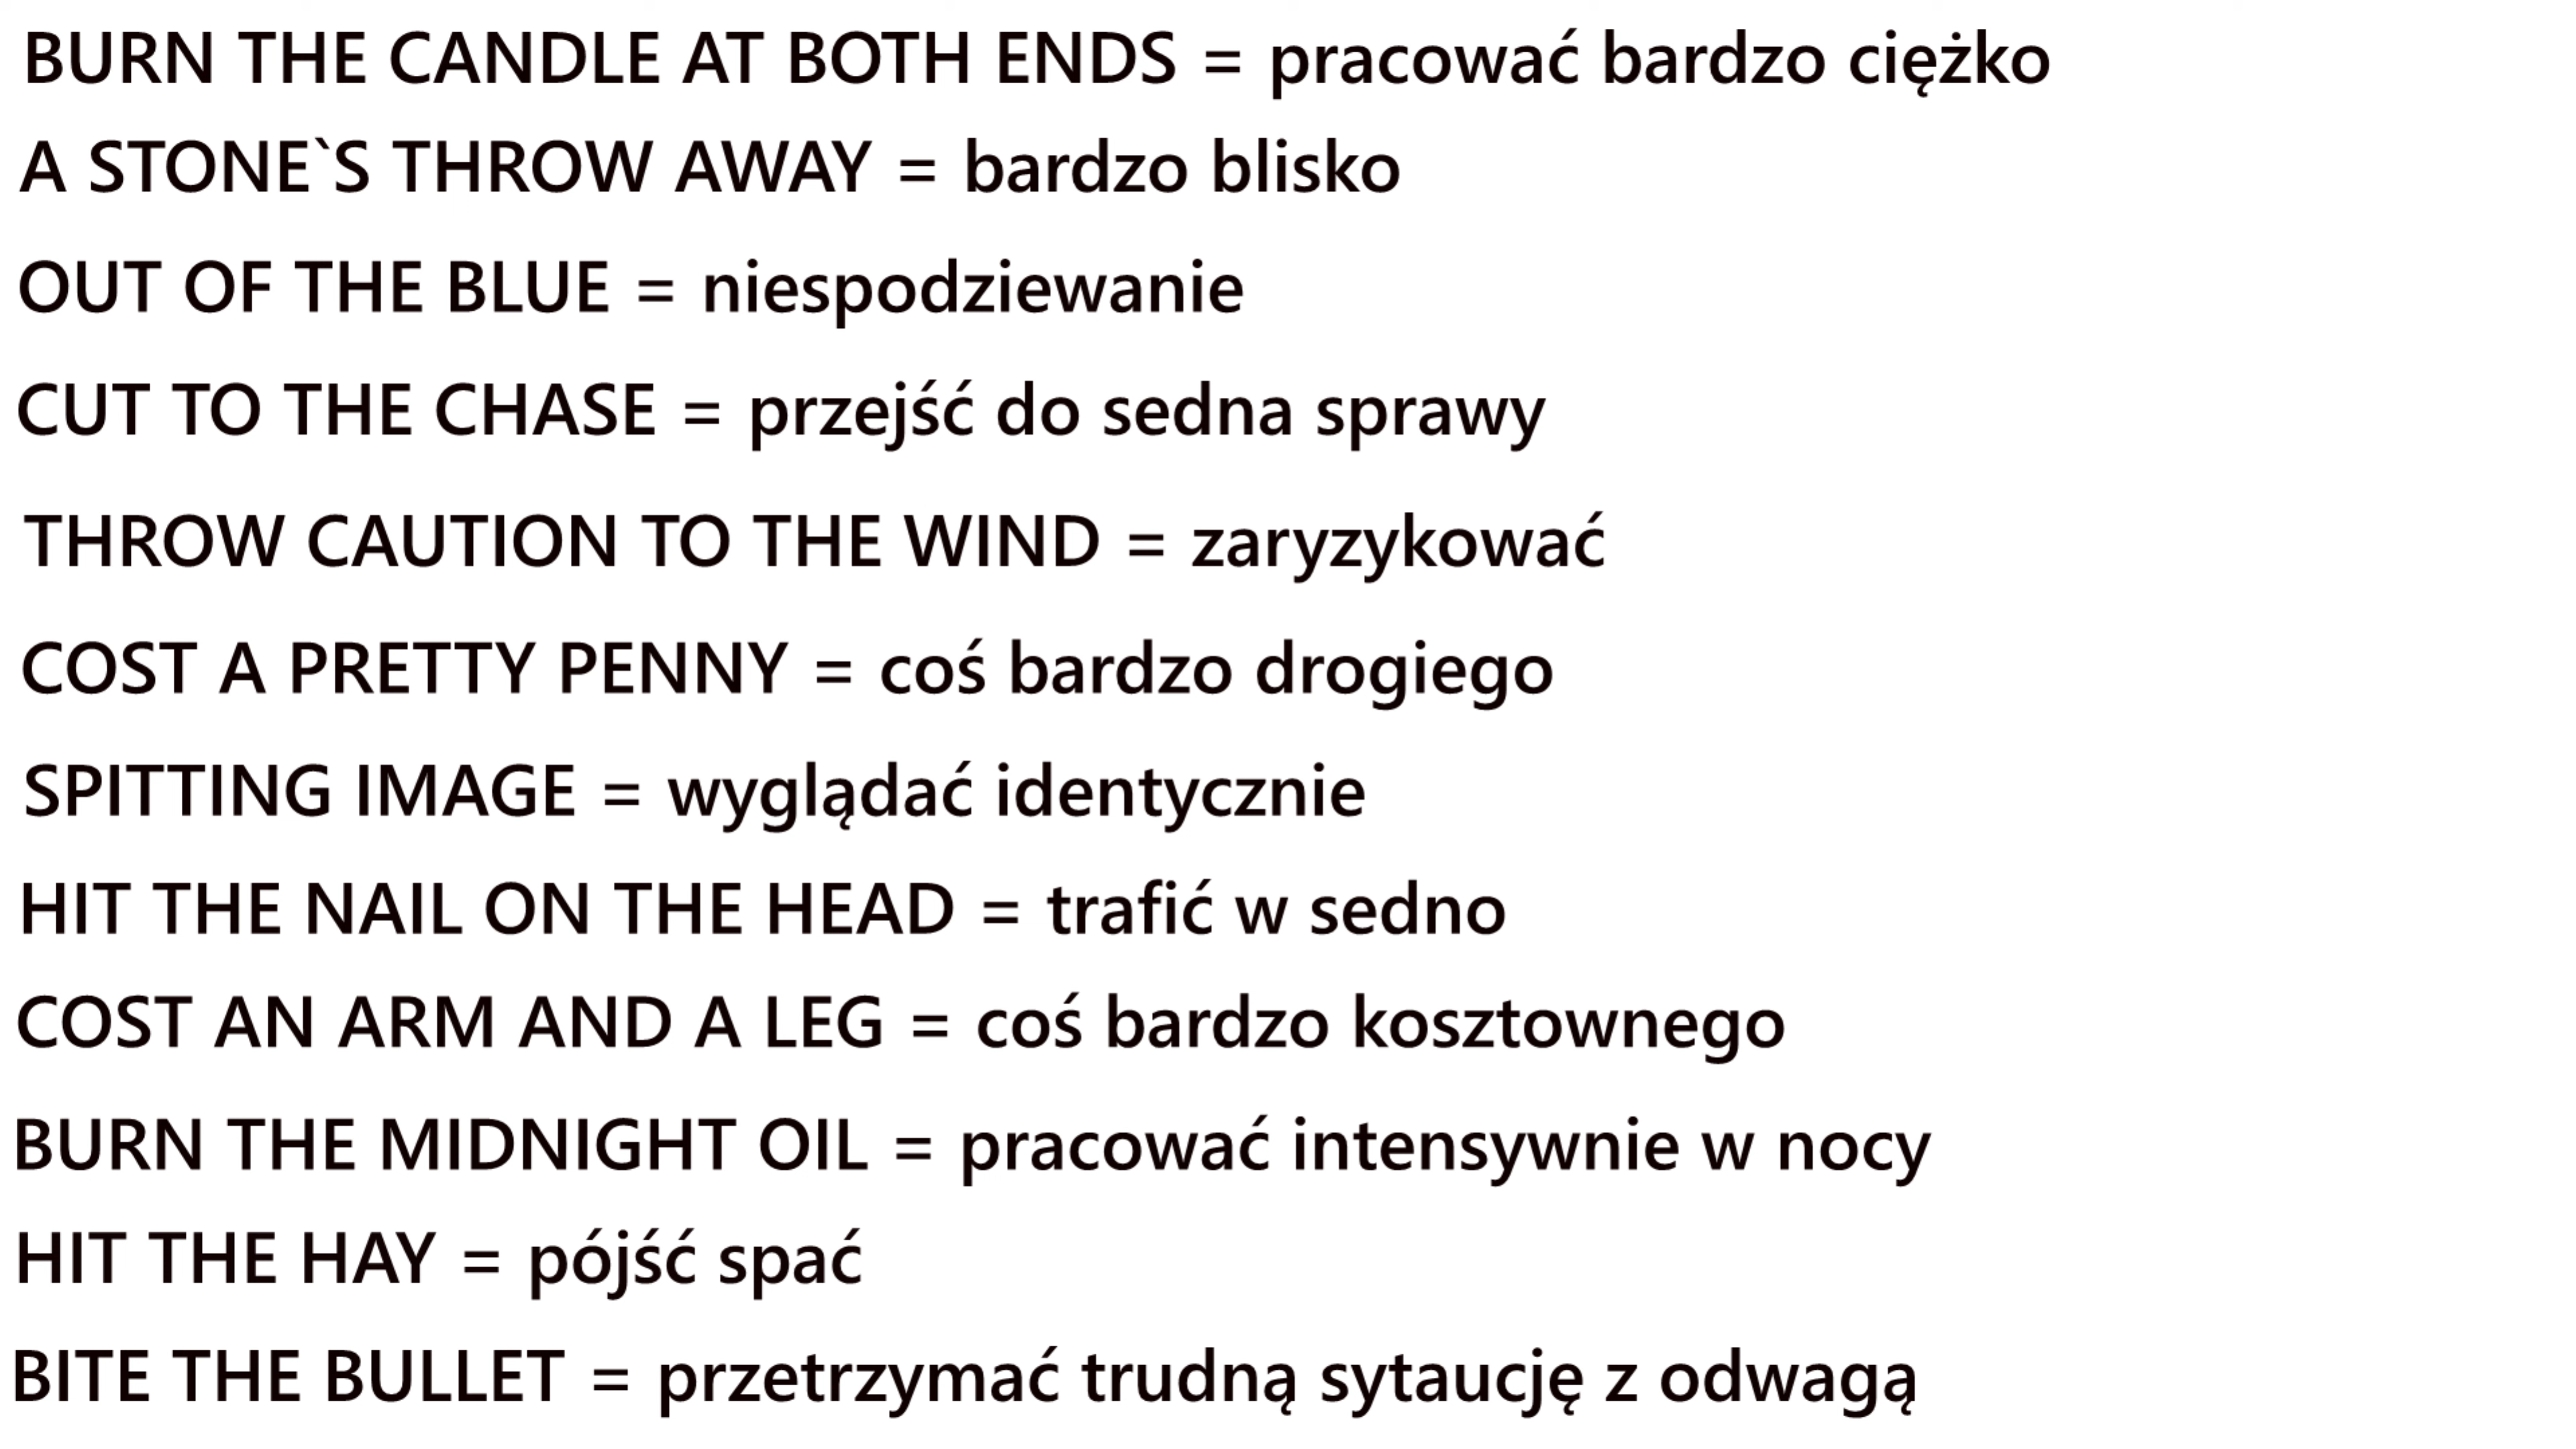 BURN THE CANDLE AT BOTH ENDS = pracować bardzo ciężko
A STONE`S THROW AWAY = bardzo blisko
OUT OF THE BLUE = niespodziewanie
CUT TO THE CHASE = przejść do sedna sprawy
THROW CAUTION TO THE WIND = zaryzykować
COST A PRETTY PENNY = coś bardzo drogiego
SPITTING IMAGE = wyglądać identycznie
HIT THE NAIL ON THE HEAD = trafić w sedno
COST AN ARM AND A LEG = coś bardzo kosztownego
BURN THE MIDNIGHT OIL = pracować intensywnie w nocy
HIT THE HAY = pójść spać
BITE THE BULLET = przetrzymać trudną sytaucję z odwagą